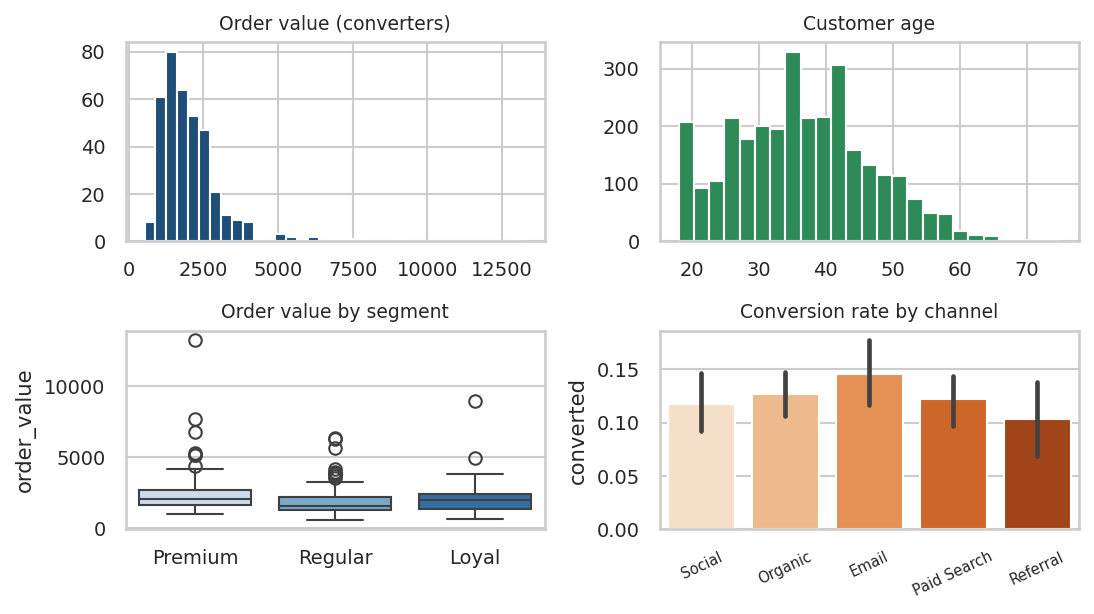 Order value (converters)
80
60
40
20
0
0 2500 5000 7500 10000 12500
Customer age
300
200
100
0
20 30 40 50 60 70
Order value by segment
order_value
10000
5000
0
Premium Regular Loyal
Conversion rate by channel
converted
0.15
0.10
0.05
0.00
Social Organic Email Paid Search Referral